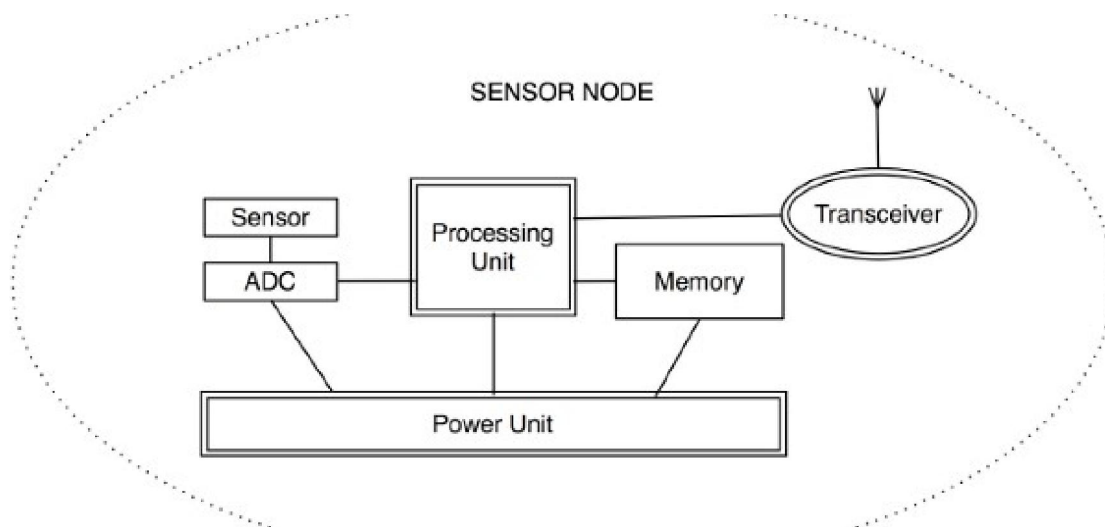 SENSOR NODE
Sensor
ADC
Processing
Unit
Transceiver
Memory
Power Unit